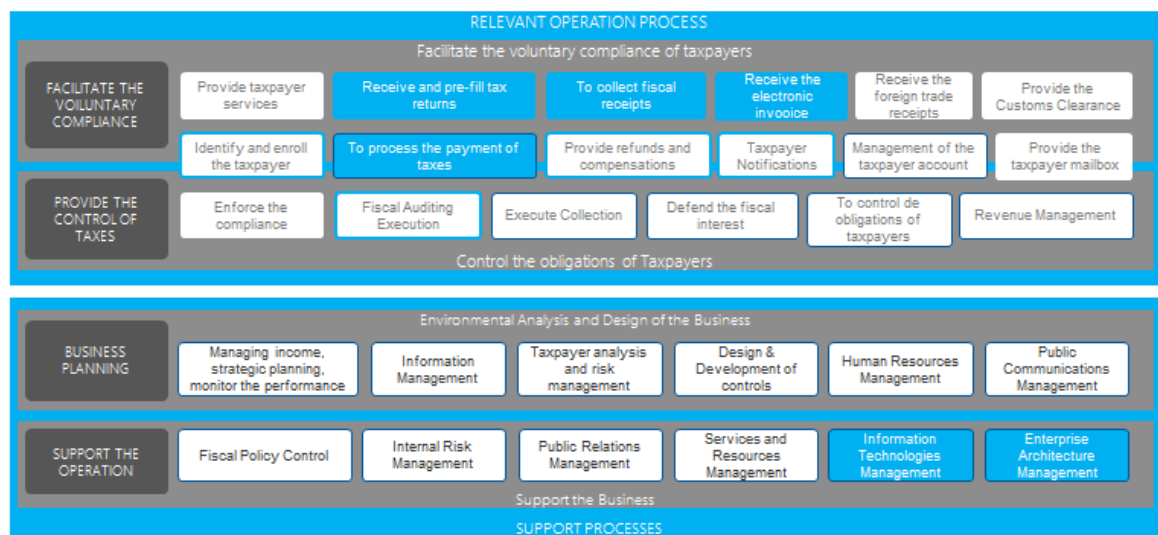 RELEVANT OPERATION PROCESS
Facilitate the voluntary compliance of taxpayers
FACILITATE THE
VOILUNTARY
COMPLIANCE
Provide taxpayer
services
Receive and pre-fill tax
returns
To collect fiscal
receipts
Receive the
electronic
invooice
Receive the
foreign trade
receipts
Provide the
Customs Clearance
Identify and enroll
the taxpayer
To process the payment of
taxes
Provide refunds and
compensations
Taxpayer
Notifications
Management of the
taxpayer account
Provide the
taxpayer mailbox
PROVIDE THE
CONTROL OF
TAXES
Enforce the
compliance
Fiscal Auditing
Execution
Execute Collection
Defend the fiscal
interest
To control de
obligations of
taxpayers
Revenue Management
Control the obligations of Taxpayers
Environmental Analysis and Design of the Business
BUSINESS
PLANNING
Managing income,
strategic planning,
monitor the performance
Information
Management
Taxpayer analysis
and risk
management
Design &
Development of
controls
Human Resources
Management
Public
Communications
Management
SUPPORT THE
OPERATION
Fiscal Policy Control
Internal Risk
Management
Public Relations
Management
Services and
Resources
Management
Information
Technologies
Management
Enterprise
Architecture
Management
Support the Business
SUPPORT PROCESSES